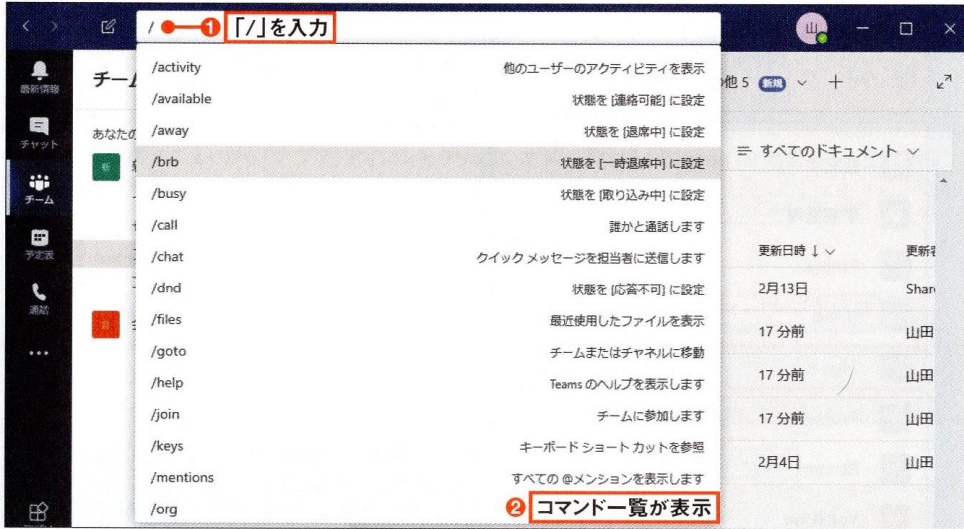 /
❶ 「/」を入力
山
最新情報
チャット
チーム
予定表
通話
チーム
あなたの
新
会
/activity 他のユーザーのアクティビティを表示
/available 状態を [連絡可能] に設定
/away 状態を [退席中] に設定
/brb 状態を [一時退席中] に設定
/busy 状態を [取り込み中] に設定
/call 誰かと通話します
/chat クイック メッセージを担当者に送信します
/dnd 状態を [応答不可] に設定
/files 最近使用したファイルを表示
/goto チームまたはチャネルに移動
/help Teams のヘルプを表示します
/join チームに参加します
/keys キーボード ショート カットを参照
/mentions すべての @メンションを表示します
/org
❷ コマンド一覧が表示
の他 5 新規
すべてのドキュメント
更新日時 ↓ 更新者
2月13日 Shar
17 分前 山田
17 分前 山田
17 分前 山田
2月4日 山田